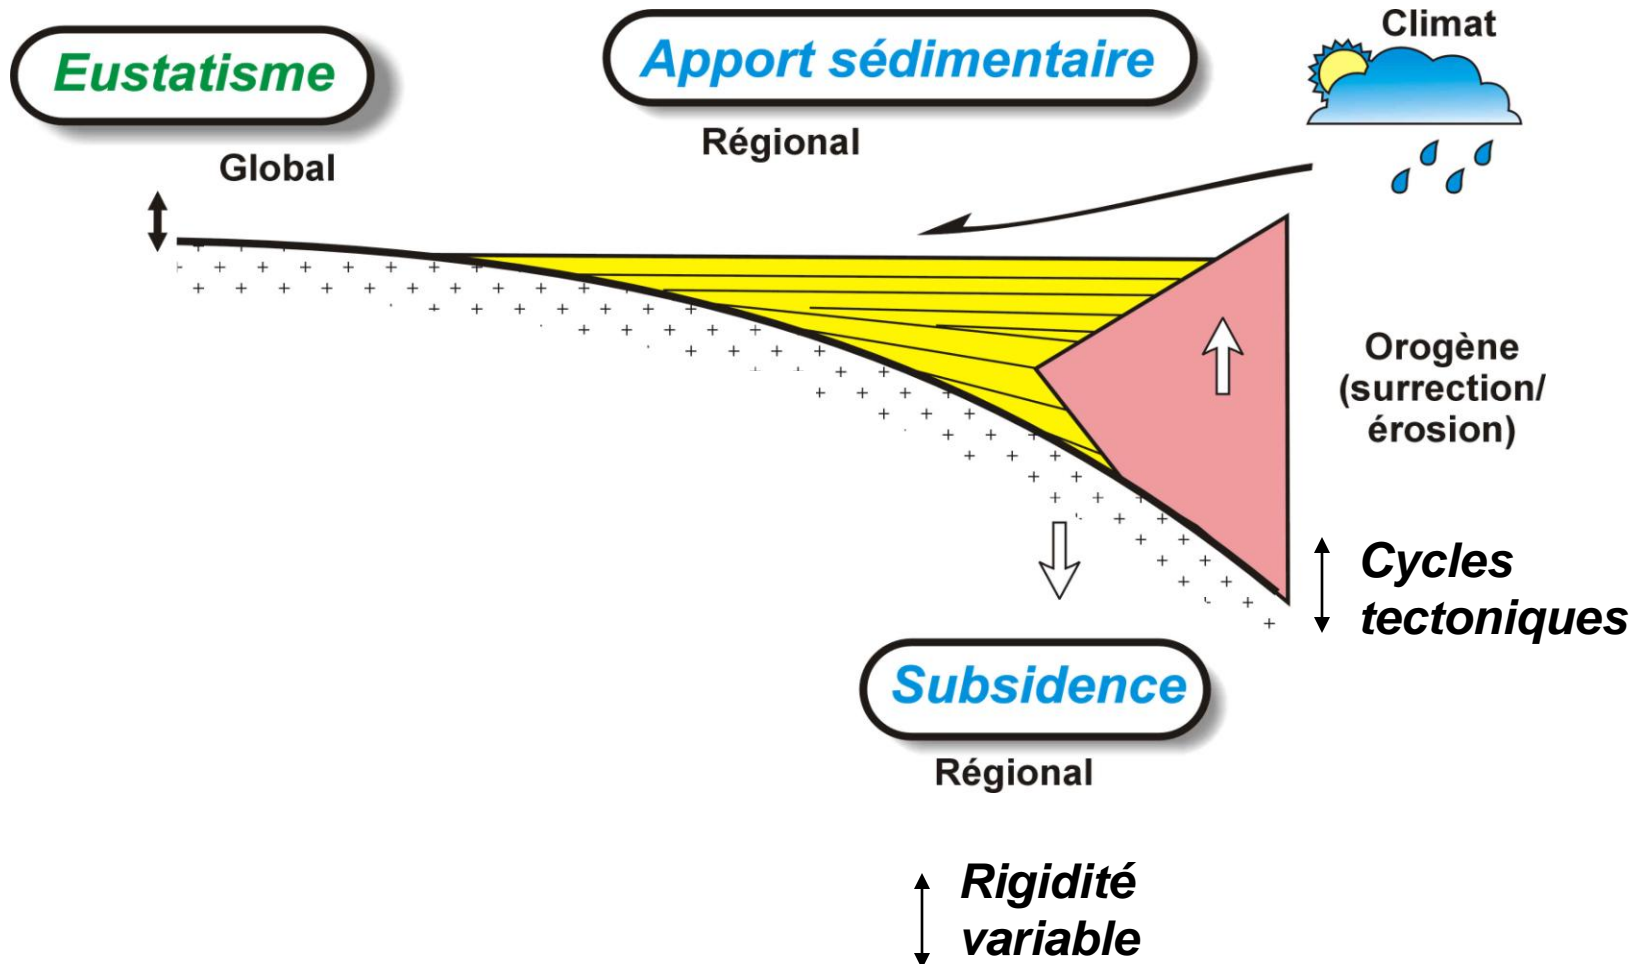 Eustatisme
Global
Apport sédimentaire
Régional
Climat
Orogène
(surrection/
érosion)
Cycles
tectoniques
Subsidence
Régional
Rigidité
variable